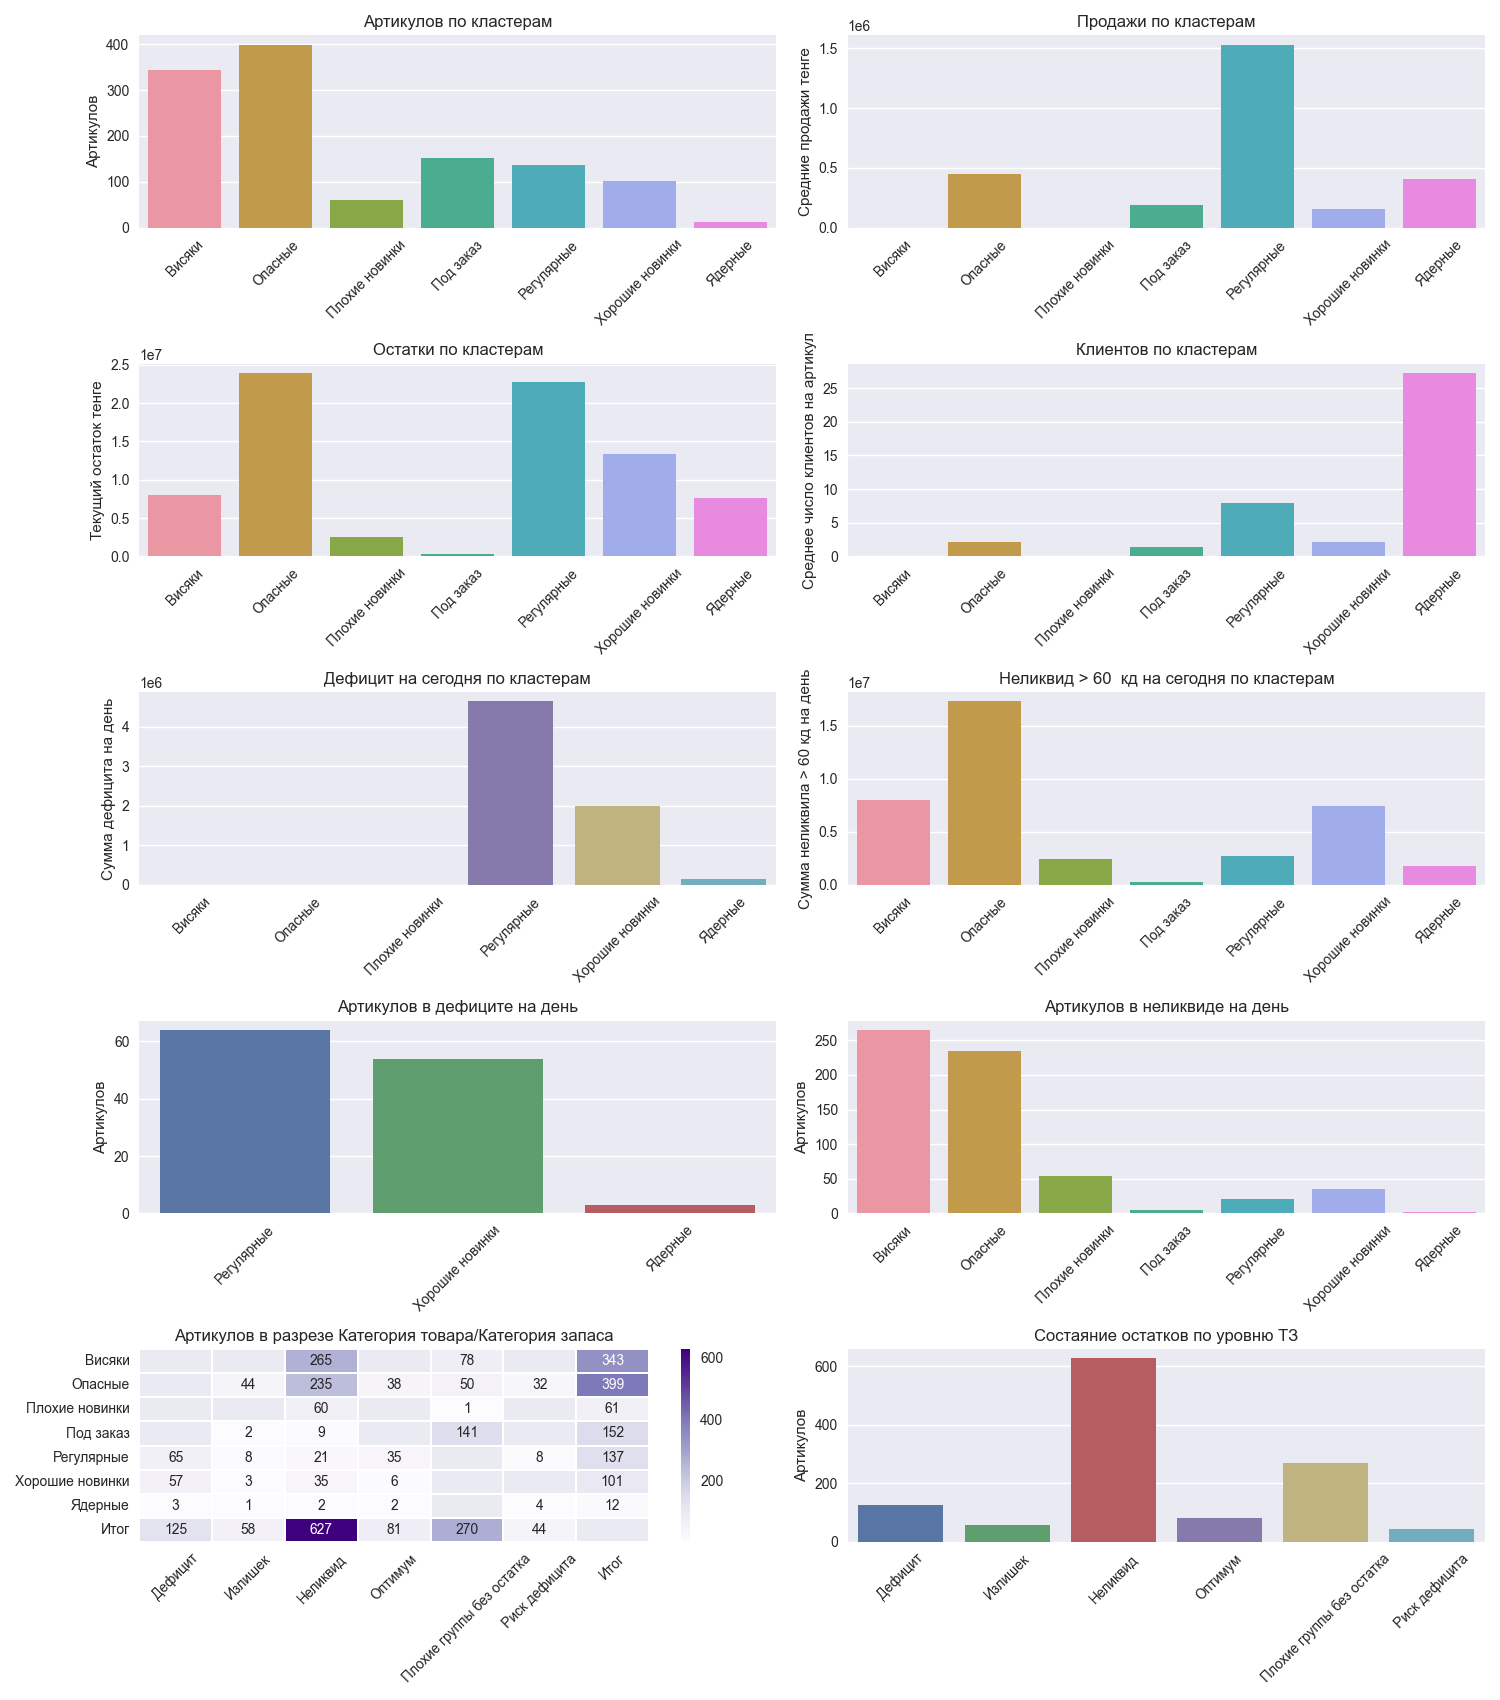 Артикулов по кластерам
Артикулов
400
300
200
100
0
Висяки
Опасные
Плохие новинки
Под заказ
Регулярные
Хорошие новинки
Ядерные
Продажи по кластерам
1e6
Средние продажи тенге
1.5
1.0
0.5
0.0
Висяки
Опасные
Плохие новинки
Под заказ
Регулярные
Хорошие новинки
Ядерные
Остатки по кластерам
1e7
Текущий остаток тенге
2.5
2.0
1.5
1.0
0.5
0.0
Висяки
Опасные
Плохие новинки
Под заказ
Регулярные
Хорошие новинки
Ядерные
Клиентов по кластерам
Среднее число клиентов на артикул
25
20
15
10
5
0
Висяки
Опасные
Плохие новинки
Под заказ
Регулярные
Хорошие новинки
Ядерные
Дефицит на сегодня по кластерам
1e6
Сумма дефицита на день
4
3
2
1
0
Висяки
Опасные
Плохие новинки
Регулярные
Хорошие новинки
Ядерные
Неликвид > 60 кд на сегодня по кластерам
1e7
Сумма неликвила > 60 кд на день
1.5
1.0
0.5
0.0
Висяки
Опасные
Плохие новинки
Под заказ
Регулярные
Хорошие новинки
Ядерные
Артикулов в дефиците на день
Артикулов
60
40
20
0
Регулярные
Хорошие новинки
Ядерные
Артикулов в неликвиде на день
Артикулов
250
200
150
100
50
0
Висяки
Опасные
Плохие новинки
Под заказ
Регулярные
Хорошие новинки
Ядерные
Артикулов в разрезе Категория товара/Категория запаса
Висяки 265 78 343
Опасные 44 235 38 50 32 399
Плохие новинки 60 1 61
Под заказ 2 9 141 152
Регулярные 65 8 21 35 8 137
Хорошие новинки 57 3 35 6 101
Ядерные 3 1 2 2 4 12
Итог 125 58 627 81 270 44
Дефицит
Излишек
Неликвид
Оптимум
Плохие группы без остатка
Риск дефицита
Итог
600
400
200
Состаяние остатков по уровню ТЗ
Артикулов
600
400
200
0
Дефицит
Излишек
Неликвид
Оптимум
Плохие группы без остатка
Риск дефицита